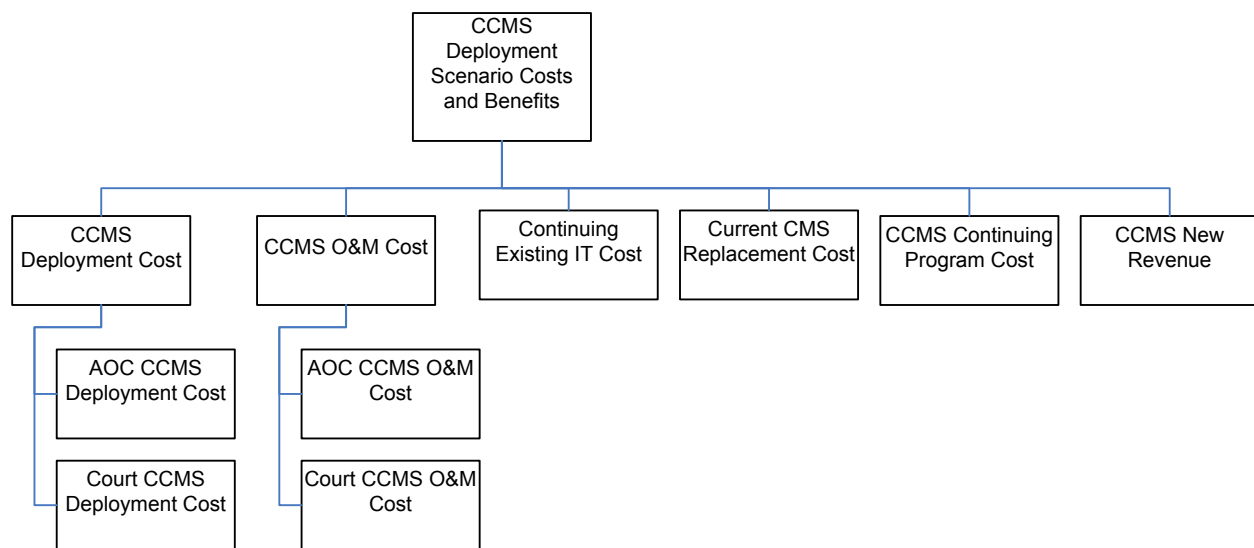 CCMS
Deployment
Scenario Costs
and Benefits
CCMS
Deployment Cost
CCMS O&M Cost
Continuing
Existing IT Cost
Current CMS
Replacement Cost
CCMS Continuing
Program Cost
CCMS New
Revenue
AOC CCMS
Deployment Cost
AOC CCMS O&M
Cost
Court CCMS
Deployment Cost
Court CCMS O&M
Cost